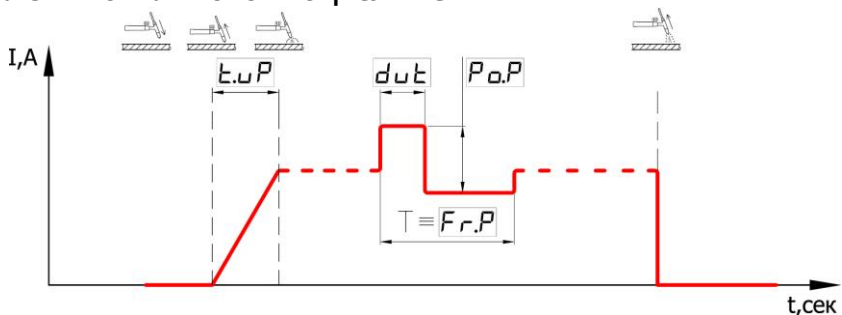 I,A
t.uP
dut
Po.P
T ≡ Fr.P
t,сек